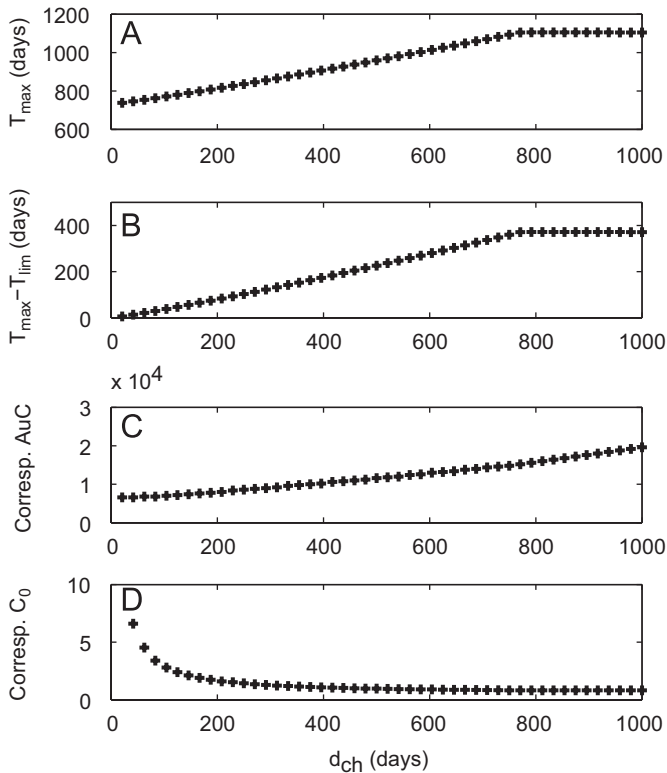 A
T_max (days)
1200
1000
800
600
0 200 400 600 800 1000
B
T_max−T_lim (days)
400
200
0
0 200 400 600 800 1000
x 10^4
C
Corresp. AuC
3
2
1
0
0 200 400 600 800 1000
D
Corresp. C_0
10
5
0
0 200 400 600 800 1000
d_ch (days)